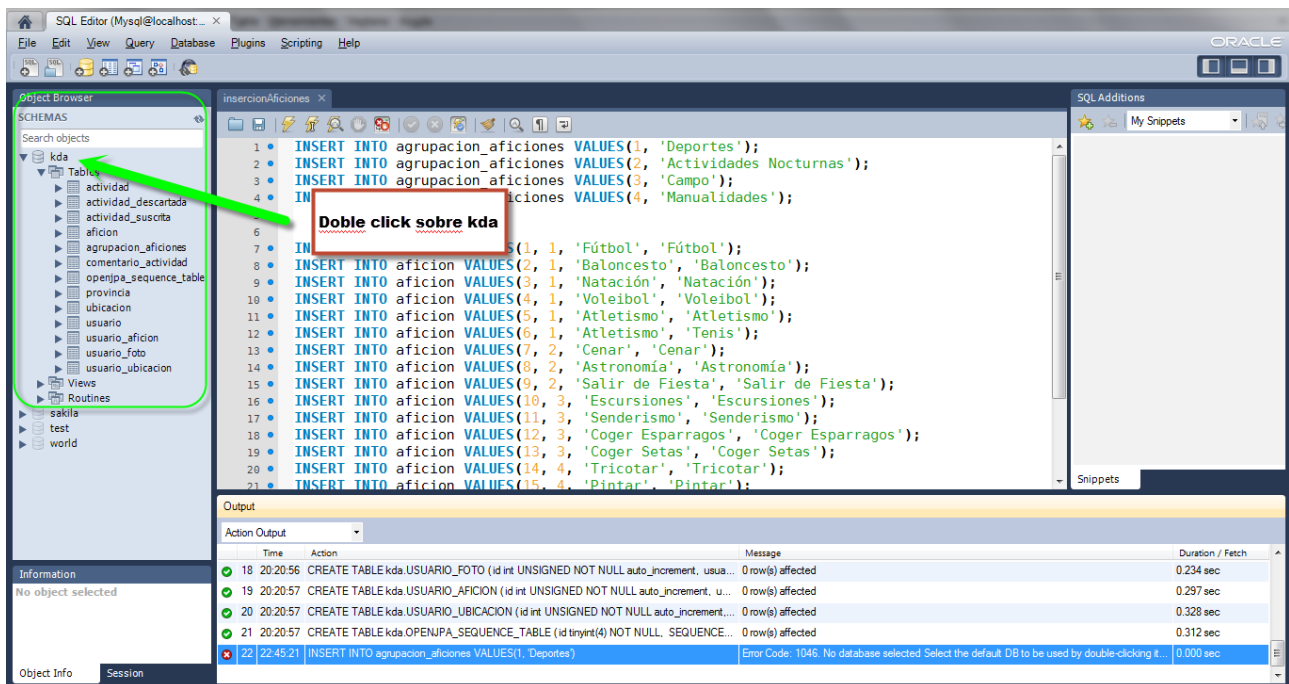 SQL Editor (Mysql@localhost:... ×
File Edit View Query Database Plugins Scripting Help
ORACLE
Object Browser
SCHEMAS
Search objects
kda
Tables
actividad
actividad_descartada
actividad_suscrita
aficion
agrupacion_aficiones
comentario_actividad
openjpa_sequence_table
provincia
ubicacion
usuario
usuario_aficion
usuario_foto
usuario_ubicacion
Views
Routines
sakila
test
world
Information
No object selected
Object Info Session
insercionAficiones ×
1 INSERT INTO agrupacion_aficiones VALUES(1, 'Deportes');
2 INSERT INTO agrupacion_aficiones VALUES(2, 'Actividades Nocturnas');
3 INSERT INTO agrupacion_aficiones VALUES(3, 'Campo');
4 IN iciones VALUES(4, 'Manualidades');
Doble click sobre kda
6
7 IN S(1, 1, 'Fútbol', 'Fútbol');
8 INSERT INTO aficion VALUES(2, 1, 'Baloncesto', 'Baloncesto');
9 INSERT INTO aficion VALUES(3, 1, 'Natación', 'Natación');
10 INSERT INTO aficion VALUES(4, 1, 'Voleibol', 'Voleibol');
11 INSERT INTO aficion VALUES(5, 1, 'Atletismo', 'Atletismo');
12 INSERT INTO aficion VALUES(6, 1, 'Atletismo', 'Tenis');
13 INSERT INTO aficion VALUES(7, 2, 'Cenar', 'Cenar');
14 INSERT INTO aficion VALUES(8, 2, 'Astronomía', 'Astronomía');
15 INSERT INTO aficion VALUES(9, 2, 'Salir de Fiesta', 'Salir de Fiesta');
16 INSERT INTO aficion VALUES(10, 3, 'Escursiones', 'Escursiones');
17 INSERT INTO aficion VALUES(11, 3, 'Senderismo', 'Senderismo');
18 INSERT INTO aficion VALUES(12, 3, 'Coger Esparragos', 'Coger Esparragos');
19 INSERT INTO aficion VALUES(13, 3, 'Coger Setas', 'Coger Setas');
20 INSERT INTO aficion VALUES(14, 4, 'Tricotar', 'Tricotar');
21 INSERT INTO aficion VALUES(15, 4, 'Pintar', 'Pintar');
SQL Additions
My Snippets
Snippets
Output
Action Output
Time Action Message Duration / Fetch
18 20:20:56 CREATE TABLE kda.USUARIO_FOTO ( id int UNSIGNED NOT NULL auto_increment, usua... 0 row(s) affected 0.234 sec
19 20:20:57 CREATE TABLE kda.USUARIO_AFICION ( id int UNSIGNED NOT NULL auto_increment, u... 0 row(s) affected 0.297 sec
20 20:20:57 CREATE TABLE kda.USUARIO_UBICACION ( id int UNSIGNED NOT NULL auto_increment,... 0 row(s) affected 0.328 sec
21 20:20:57 CREATE TABLE kda.OPENJPA_SEQUENCE_TABLE ( id tinyint(4) NOT NULL, SEQUENCE... 0 row(s) affected 0.312 sec
22 22:45:21 INSERT INTO agrupacion_aficiones VALUES(1, 'Deportes') Error Code: 1046. No database selected Select the default DB to be used by double-clicking it... 0.000 sec